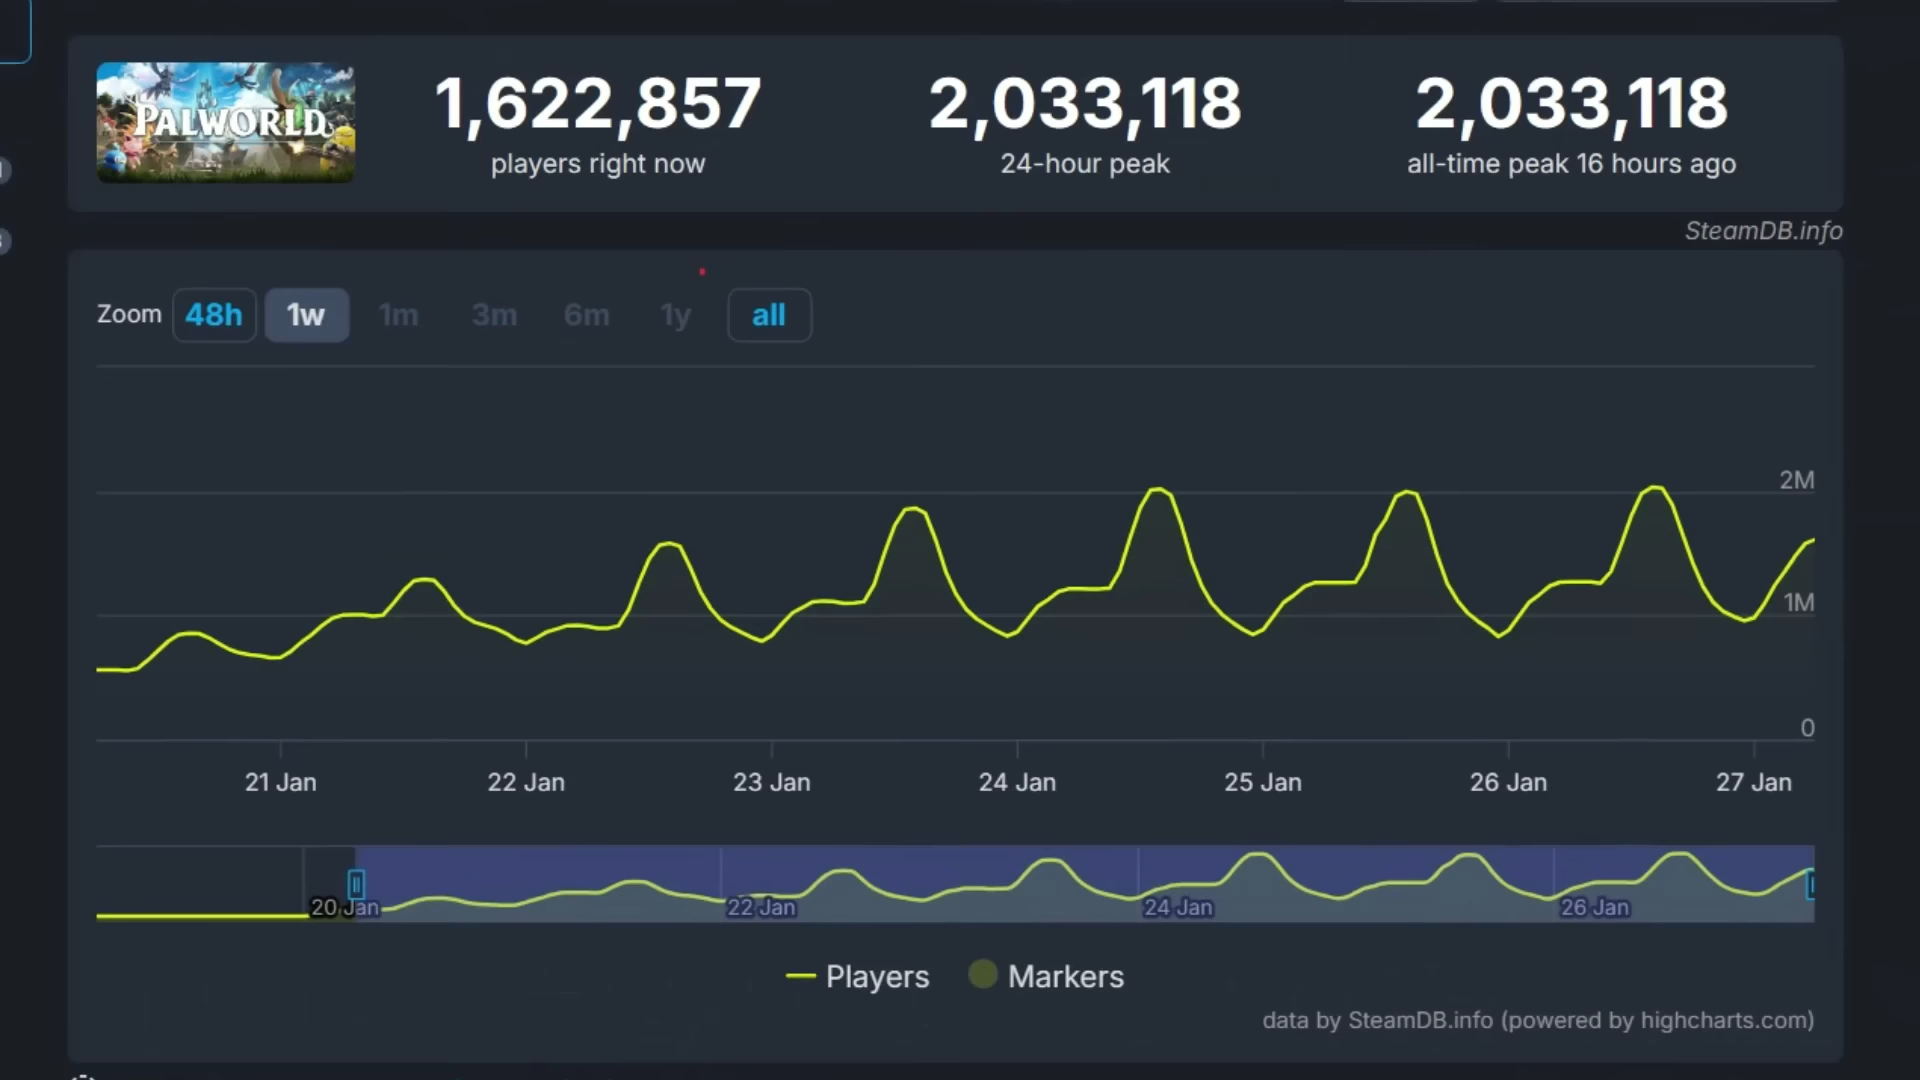 PALWORLD
1,622,857
players right now
2,033,118
24-hour peak
2,033,118
all-time peak 16 hours ago
SteamDB.info
Zoom 48h 1w 1m 3m 6m 1y all
2M
1M
0
21 Jan 22 Jan 23 Jan 24 Jan 25 Jan 26 Jan 27 Jan
20 Jan 22 Jan 24 Jan 26 Jan
Players Markers
data by SteamDB.info (powered by highcharts.com)